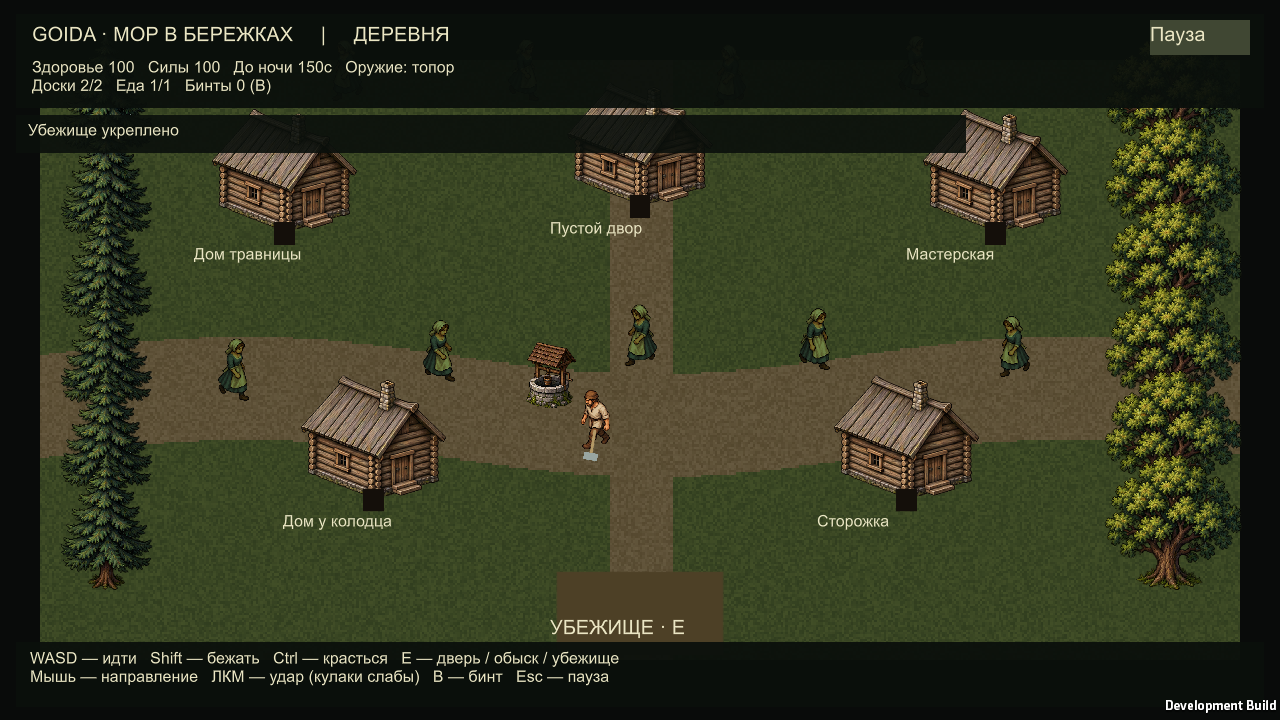 GOIDA · МОР В БЕРЕЖКАХ | ДЕРЕВНЯ
Пауза
Здоровье 100 Силы 100 До ночи 150с Оружие: топор
Доски 2/2 Еда 1/1 Бинты 0 (B)
Убежище укреплено
Пустой двор
Дом травницы
Мастерская
Дом у колодца
Сторожка
УБЕЖИЩЕ · E
WASD — идти Shift — бежать Ctrl — красться E — дверь / обыск / убежище
Мышь — направление ЛКМ — удар (кулаки слабы) B — бинт Esc — пауза
Development Build